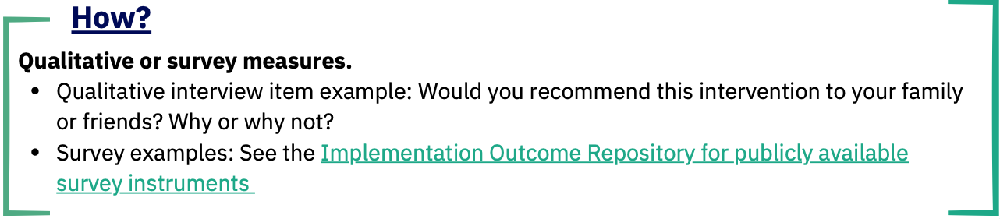 How?
Qualitative or survey measures.
• Qualitative interview item example: Would you recommend this intervention to your family
or friends? Why or why not?
• Survey examples: See the Implementation Outcome Repository for publicly available
survey instruments